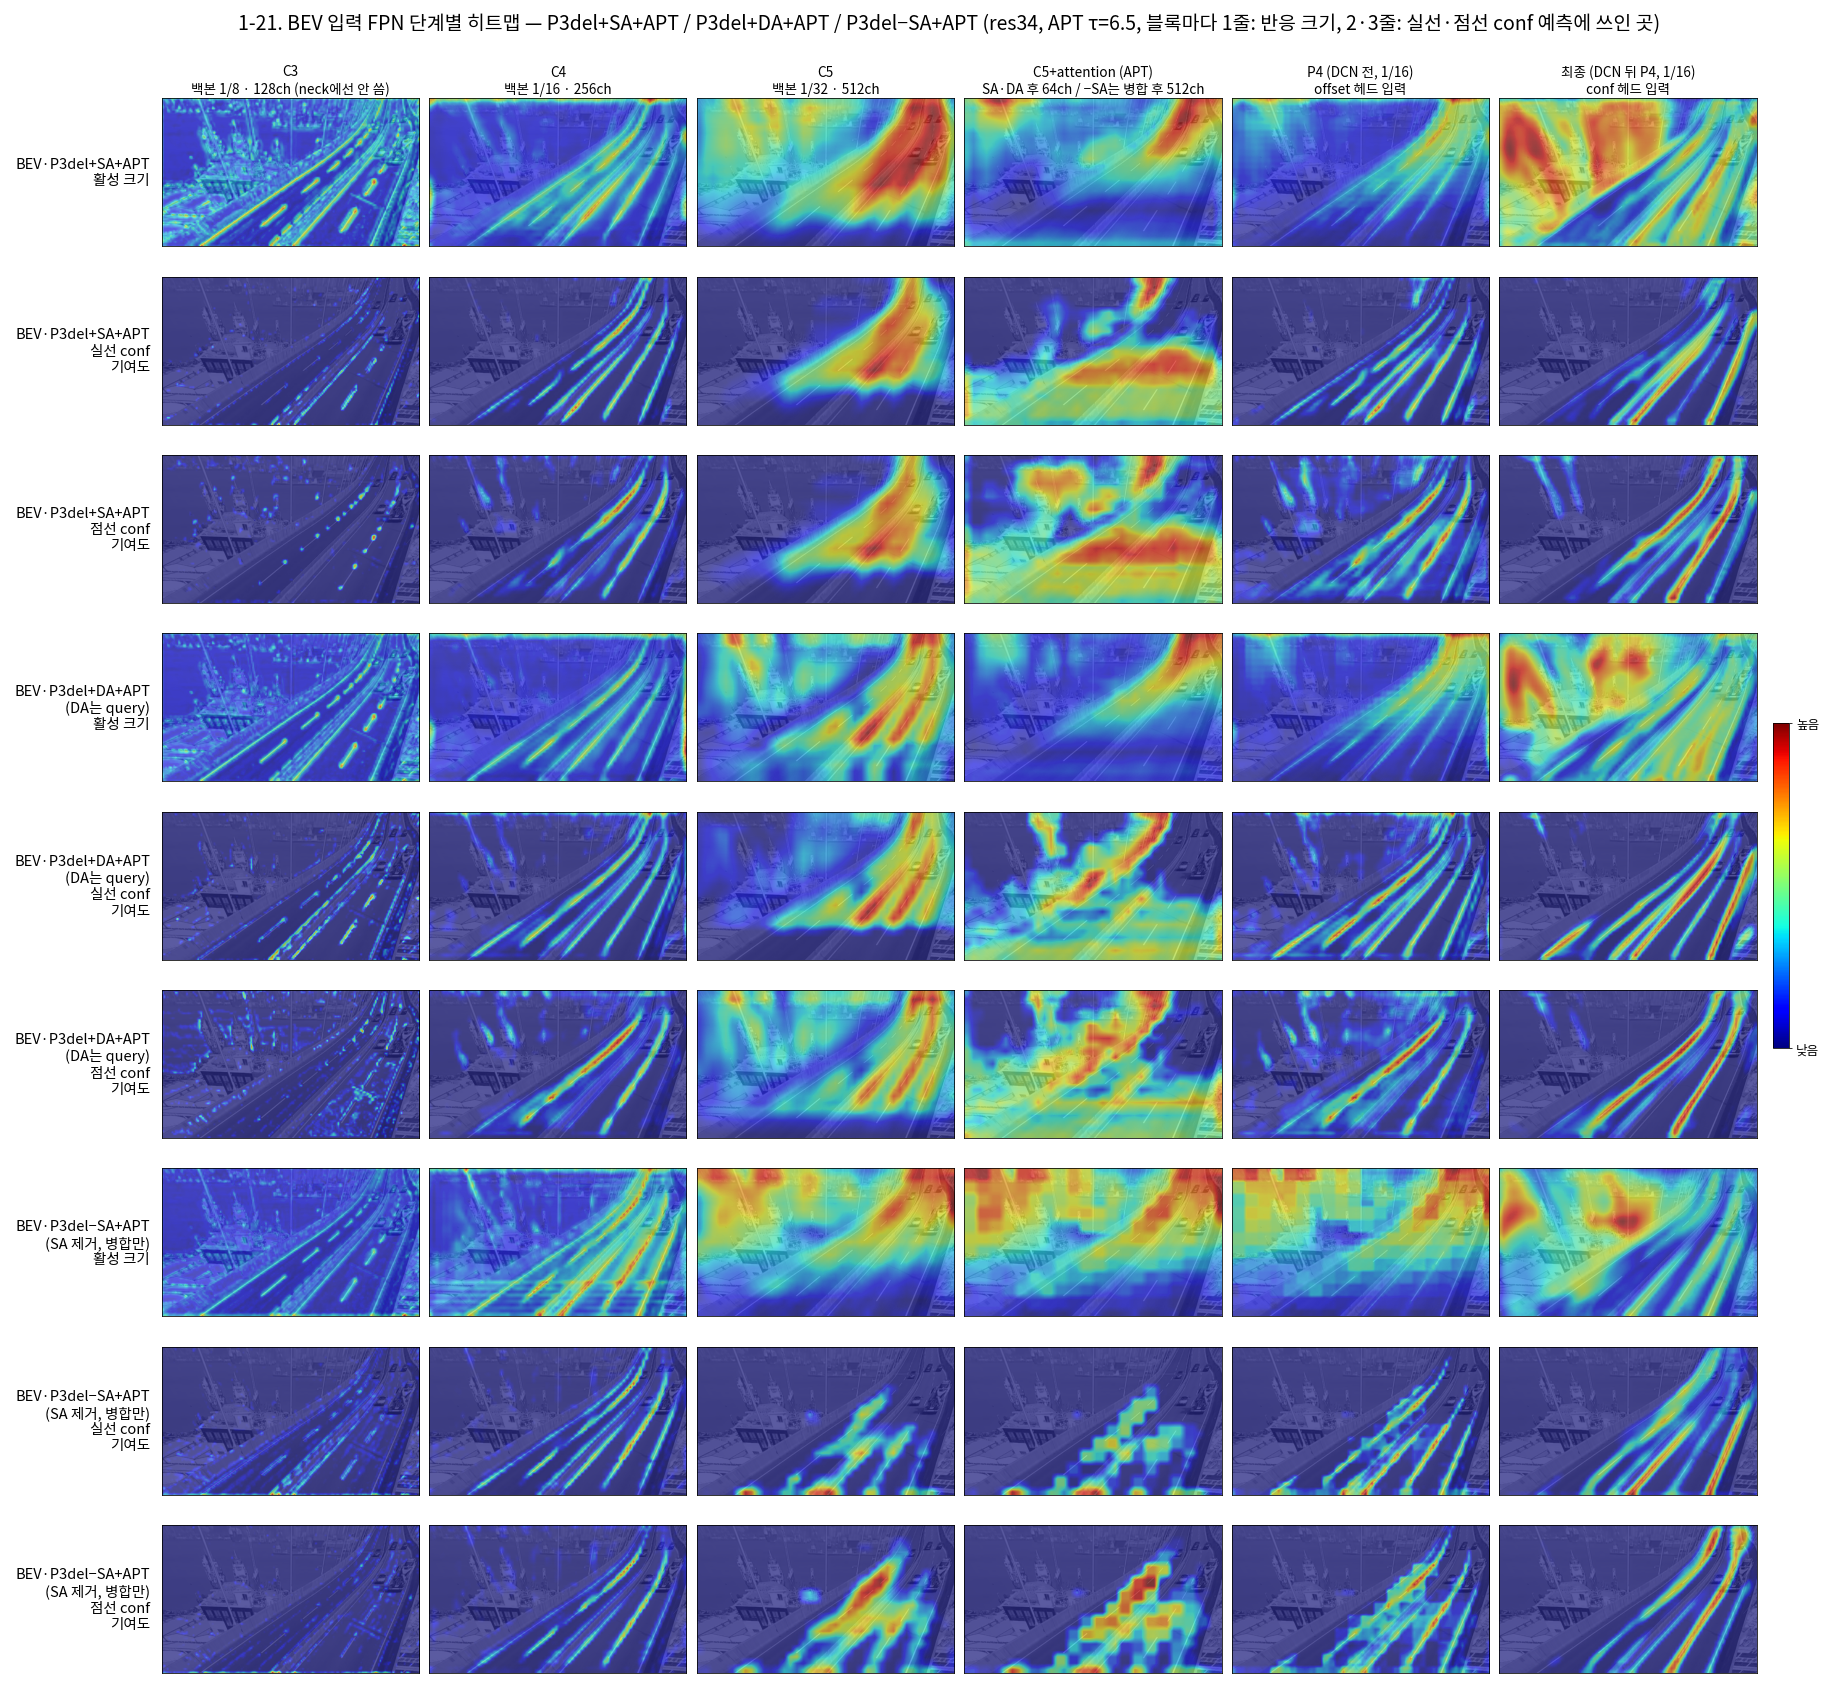 1-21. BEV 입력 FPN 단계별 히트맵 — P3del+SA+APT / P3del+DA+APT / P3del−SA+APT (res34, APT τ=6.5, 블록마다 1줄: 반응 크기, 2·3줄: 실선·점선 conf 예측에 쓰인 곳)
C3
백본 1/8 · 128ch (neck에선 안 씀)
C4
백본 1/16 · 256ch
C5
백본 1/32 · 512ch
C5+attention (APT)
SA·DA 후 64ch / −SA는 병합 후 512ch
P4 (DCN 전, 1/16)
offset 헤드 입력
최종 (DCN 뒤 P4, 1/16)
conf 헤드 입력
BEV·P3del+SA+APT
활성 크기
BEV·P3del+SA+APT
실선 conf
기여도
BEV·P3del+SA+APT
점선 conf
기여도
BEV·P3del+DA+APT
(DA는 query)
활성 크기
높음
BEV·P3del+DA+APT
(DA는 query)
실선 conf
기여도
BEV·P3del+DA+APT
(DA는 query)
점선 conf
기여도
낮음
BEV·P3del−SA+APT
(SA 제거, 병합만)
활성 크기
BEV·P3del−SA+APT
(SA 제거, 병합만)
실선 conf
기여도
BEV·P3del−SA+APT
(SA 제거, 병합만)
점선 conf
기여도